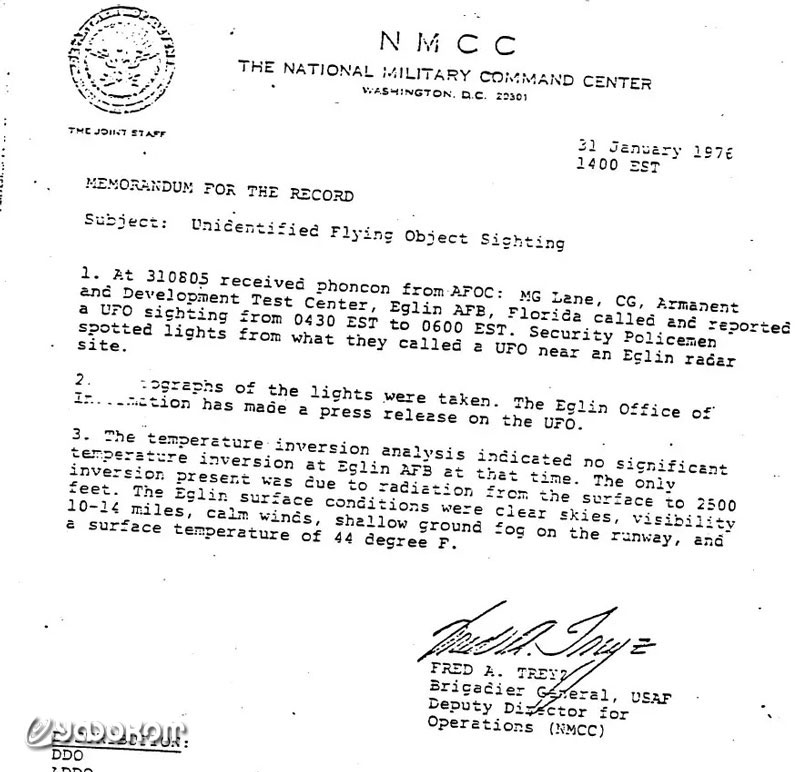 N M C C
THE NATIONAL MILITARY COMMAND CENTER
WASHINGTON, D.C. 20301
THE JOINT STAFF
31 January 1976
1400 EST
MEMORANDUM FOR THE RECORD
Subject: Unidentified Flying Object Sighting
1. At 310805 received phoncon from AFOC: MG Lane, CG, Armament
and Development Test Center, Eglin AFB, Florida called and reported
a UFO sighting from 0430 EST to 0600 EST. Security Policemen
spotted lights from what they called a UFO near an Eglin radar
site.
2. ographs of the lights were taken. The Eglin Office of
has made a press release on the UFO.
3. The temperature inversion analysis indicated no significant
temperature inversion at Eglin AFB at that time. The only
inversion present was due to radiation from the surface to 2500
feet. The Eglin surface conditions were clear skies, visibility
10-14 miles, calm winds, shallow ground fog on the runway, and
a surface temperature of 44 degree F.
FRED A. TREYZ
Brigadier General, USAF
Deputy Director for
Operations (NMCC)
DDO